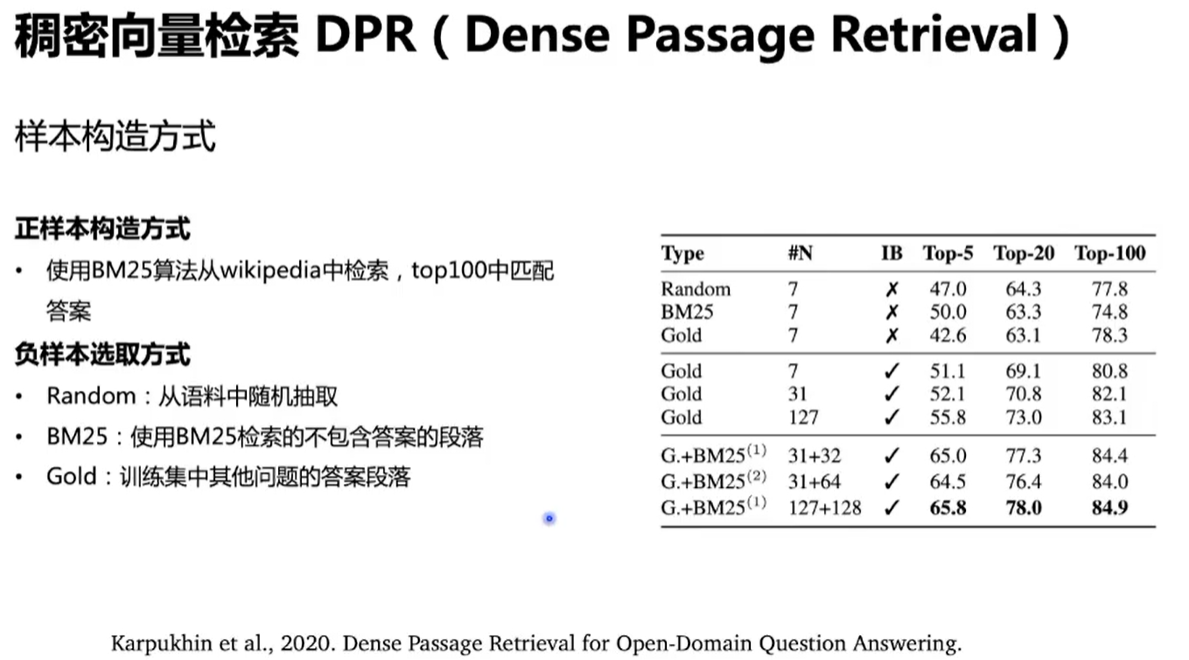 稠密向量检索 DPR（Dense Passage Retrieval）
样本构造方式
正样本构造方式
• 使用BM25算法从wikipedia中检索，top100中匹配
答案
负样本选取方式
• Random：从语料中随机抽取
• BM25：使用BM25检索的不包含答案的段落
• Gold：训练集中其他问题的答案段落
Type #N IB Top-5 Top-20 Top-100
Random 7 ✗ 47.0 64.3 77.8
BM25 7 ✗ 50.0 63.3 74.8
Gold 7 ✗ 42.6 63.1 78.3
Gold 7 ✓ 51.1 69.1 80.8
Gold 31 ✓ 52.1 70.8 82.1
Gold 127 ✓ 55.8 73.0 83.1
G.+BM25(1) 31+32 ✓ 65.0 77.3 84.4
G.+BM25(2) 31+64 ✓ 64.5 76.4 84.0
G.+BM25(1) 127+128 ✓ 65.8 78.0 84.9
Karpukhin et al., 2020. Dense Passage Retrieval for Open-Domain Question Answering.